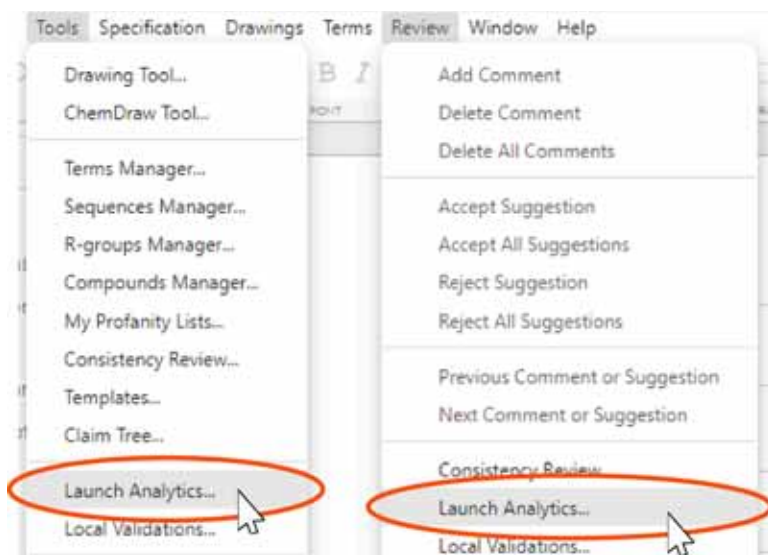 Tools Specification Drawings Terms Review Window Help
B I
FONT
Drawing Tool...
ChemDraw Tool...
Terms Manager...
Sequences Manager...
R-groups Manager...
Compounds Manager...
My Profanity Lists...
Consistency Review...
Templates...
Claim Tree...
Launch Analytics...
Local Validations...
Add Comment
Delete Comment
Delete All Comments
Accept Suggestion
Accept All Suggestions
Reject Suggestion
Reject All Suggestions
Previous Comment or Suggestion
Next Comment or Suggestion
Consistency Review...
Launch Analytics...
Local Validations...